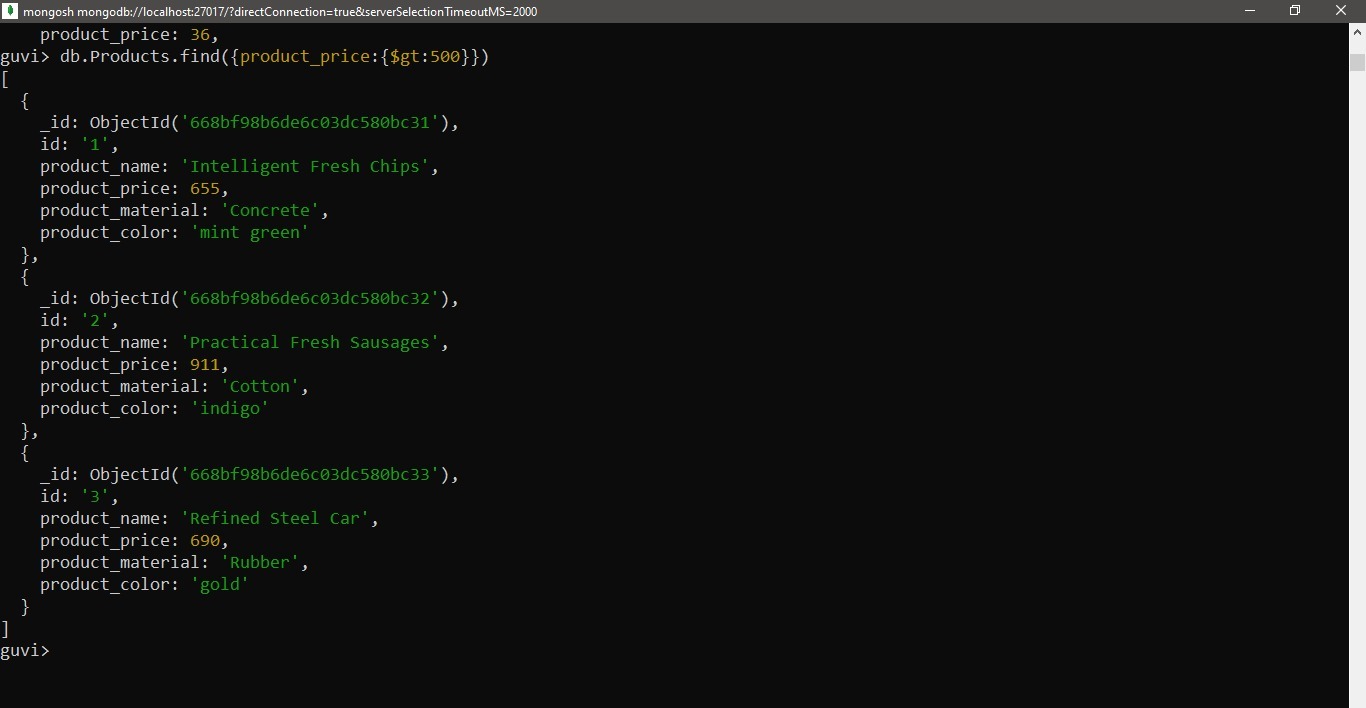 mongosh mongodb://localhost:27017/?directConnection=true&serverSelectionTimeoutMS=2000
    product_price: 36,
guvi> db.Products.find({product_price:{$gt:500}})
[
  {
    _id: ObjectId('668bf98b6de6c03dc580bc31'),
    id: '1',
    product_name: 'Intelligent Fresh Chips',
    product_price: 655,
    product_material: 'Concrete',
    product_color: 'mint green'
  },
  {
    _id: ObjectId('668bf98b6de6c03dc580bc32'),
    id: '2',
    product_name: 'Practical Fresh Sausages',
    product_price: 911,
    product_material: 'Cotton',
    product_color: 'indigo'
  },
  {
    _id: ObjectId('668bf98b6de6c03dc580bc33'),
    id: '3',
    product_name: 'Refined Steel Car',
    product_price: 690,
    product_material: 'Rubber',
    product_color: 'gold'
  }
]
guvi>